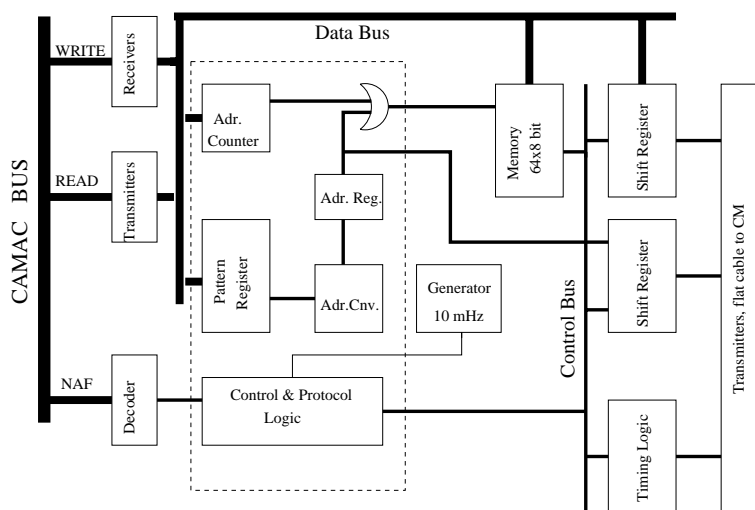 Data Bus
WRITE
Receivers
Adr.
Counter
Memory
64x8 bit
Shift Register
CAMAC BUS
READ
Transmitters
Adr. Reg.
Pattern
Register
Adr.Cnv.
Generator
10 mHz
Control Bus
Shift Register
Transmitters, flat cable to CM
NAF
Decoder
Control & Protocol
Logic
Timing Logic